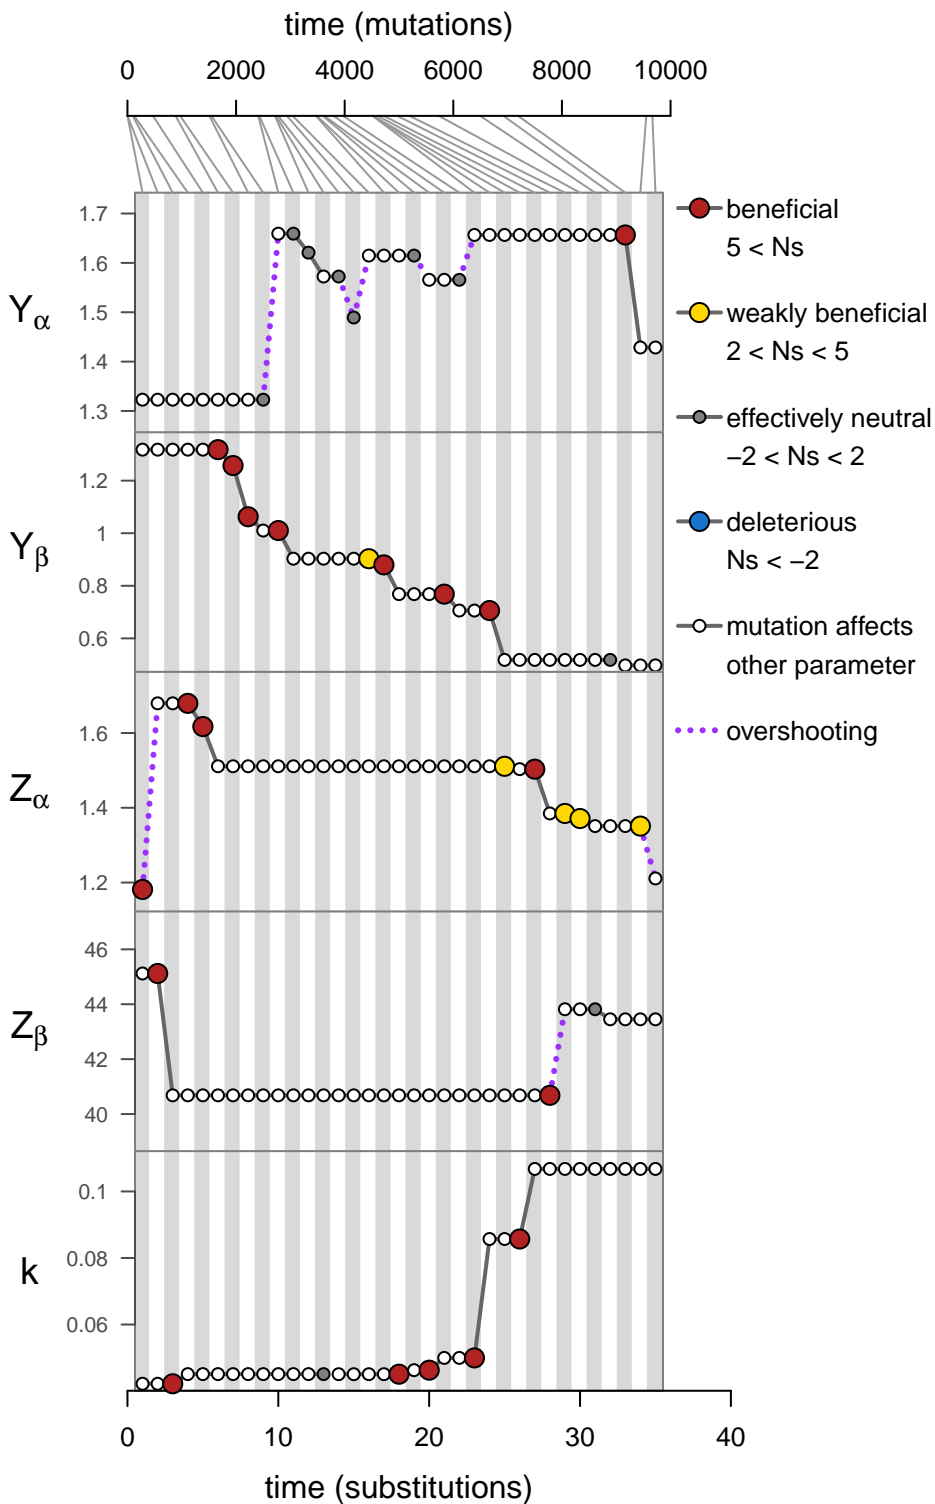 time (mutations)
0 2000 4000 6000 8000 10000
1.7
1.6
1.5
1.4
1.3
Yα
1.2
1
0.8
0.6
Yβ
1.6
1.4
1.2
Zα
46
44
42
40
Zβ
0.1
0.08
0.06
k
0 10 20 30 40
time (substitutions)
beneficial
5 < Ns
weakly beneficial
2 < Ns < 5
effectively neutral
−2 < Ns < 2
deleterious
Ns < −2
mutation affects
other parameter
overshooting